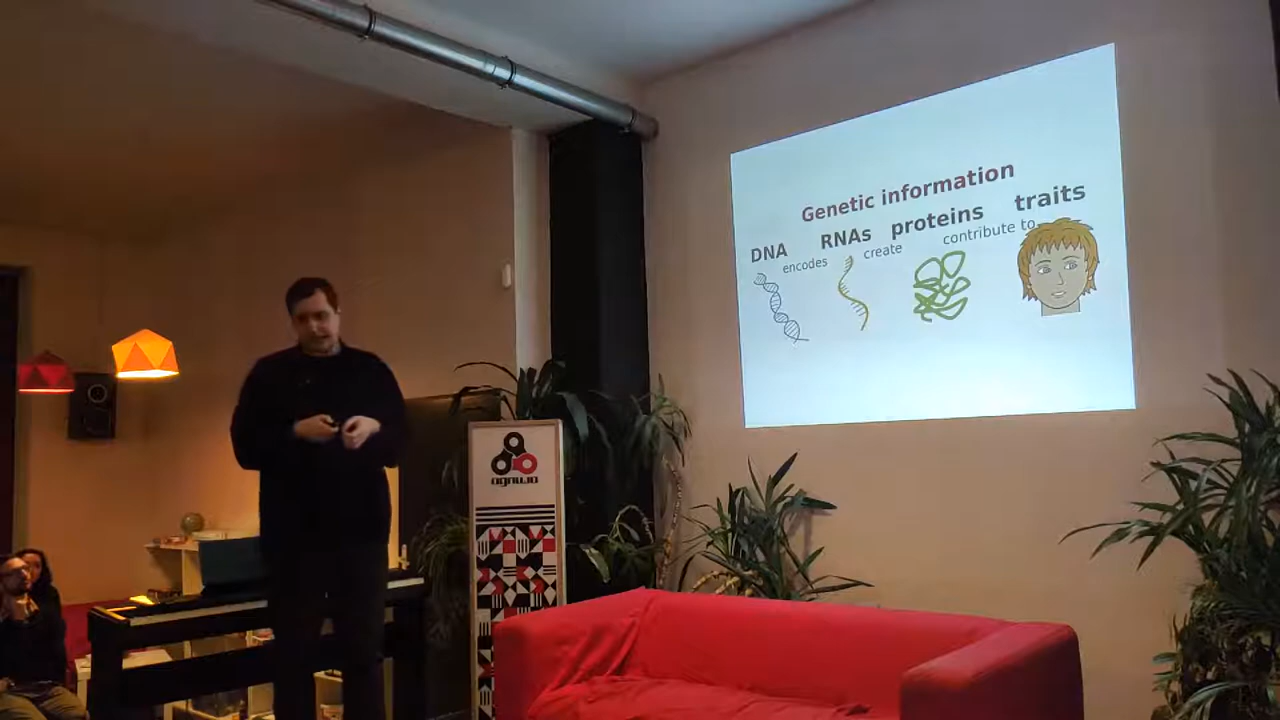 Genetic information
DNA encodes RNAs create proteins contribute to traits